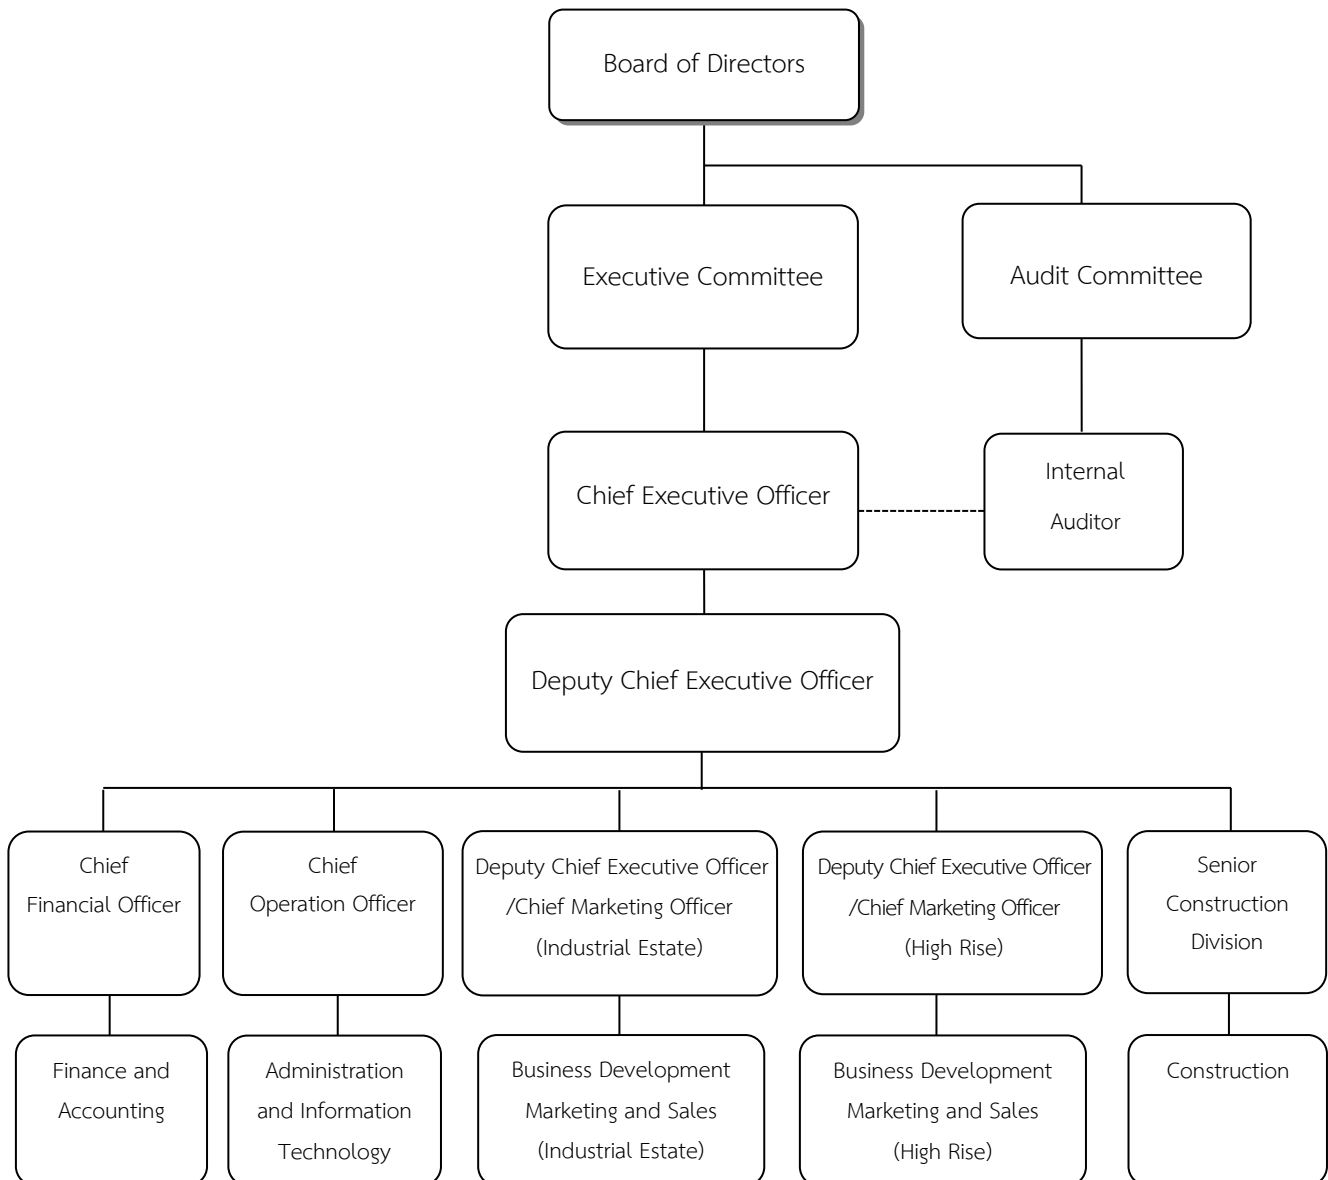 Board of Directors
Executive Committee
Audit Committee
Chief Executive Officer
Internal
Auditor
Deputy Chief Executive Officer
Chief
Financial Officer
Chief
Operation Officer
Deputy Chief Executive Officer
/Chief Marketing Officer
(Industrial Estate)
Deputy Chief Executive Officer
/Chief Marketing Officer
(High Rise)
Senior
Construction
Division
Finance and
Accounting
Administration
and Information
Technology
Business Development
Marketing and Sales
(Industrial Estate)
Business Development
Marketing and Sales
(High Rise)
Construction